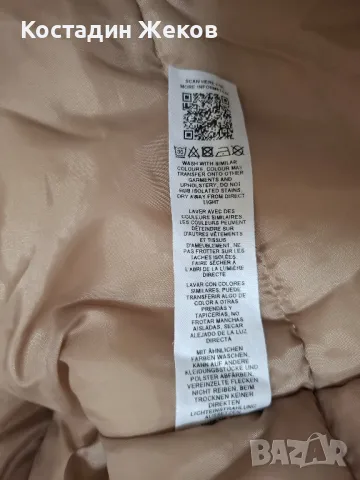 Костадин Жеков
SCAN HERE FOR
MORE INFORMATION
WASH WITH SIMILAR
COLOURS. COLOUR MAY
TRANSFER ONTO OTHER
GARMENTS AND
UPHOLSTERY. DO NOT
RUB ISOLATED STAINS.
DRY AWAY FROM DIRECT
LIGHT
LAVER AVEC DES
COULEURS SIMILAIRES.
LES COULEURS PEUVENT
DÉTEINDRE SUR
D'AUTRES VÊTEMENTS
ET TISSUS
D'AMEUBLEMENT. NE
PAS FROTTER SUR LES
TACHES ISOLÉES.
FAIRE SÉCHER À
L'ABRI DE LA LUMIÈRE
DIRECTE
LAVAR CON COLORES
SIMILARES. PUEDE
TRANSFERIR ALGO DE
COLOR A OTRAS
PRENDAS Y
TAPICERÍAS. NO
FROTAR MANCHAS
AISLADAS. SECAR
ALEJADO DE LA LUZ
DIRECTA
MIT ÄHNLICHEN
FARBEN WASCHEN.
KANN AUF ANDERE
KLEIDUNGSSTÜCKE UND
POLSTER ABFÄRBEN.
VEREINZELTE FLECKEN
NICHT REIBEN. BEIM
TROCKNEN KEINER
DIREKTEN
LICHTEINSTRAHLUNG
BAZAR